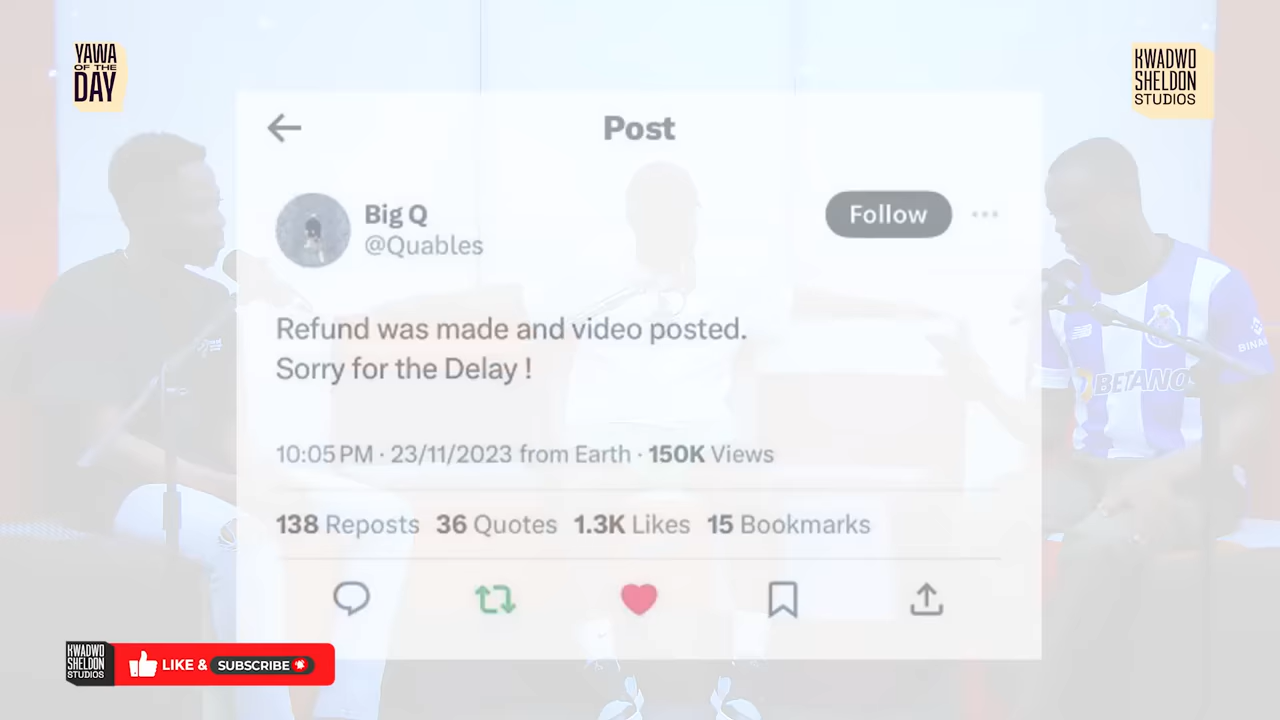 YAWA
OF THE
DAY
KWADWO
SHELDON
STUDIOS
Post
Big Q
@Quables
Follow
Refund was made and video posted.
Sorry for the Delay !
10:05 PM · 23/11/2023 from Earth · 150K Views
138 Reposts 36 Quotes 1.3K Likes 15 Bookmarks
BETANO
KWADWO
SHELDON
STUDIOS
LIKE & SUBSCRIBE